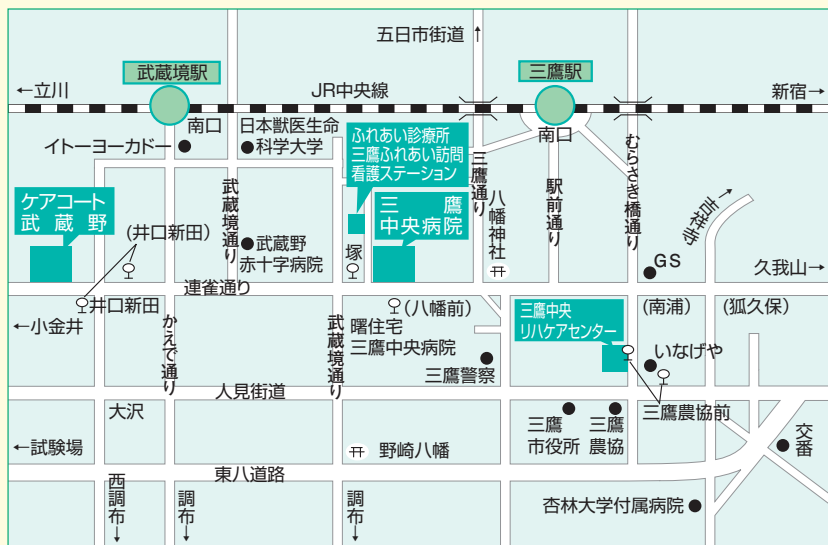 五日市街道
武蔵境駅
三鷹駅
←立川
JR中央線
新宿→
南口
南口
イトーヨーカドー
日本獣医生命
科学大学
ふれあい診療所
三鷹ふれあい訪問
看護ステーション
三鷹通り
駅前通り
むらさき橋通り
吉祥寺
ケアコート
武蔵野
武蔵境通り
三鷹
中央病院
八幡神社
(井口新田)
武蔵野
赤十字病院
塚
GS
久我山→
連雀通り
井口新田
(八幡前)
(南浦)
(狐久保)
←小金井
かえで通り
武蔵境通り
曙住宅
三鷹中央病院
三鷹中央
リハケアセンター
いなげや
三鷹警察
人見街道
大沢
三鷹
市役所
三鷹
農協
三鷹農協前
交番
←試験場
野崎八幡
東八道路
西調布→
調布→
調布→
杏林大学付属病院